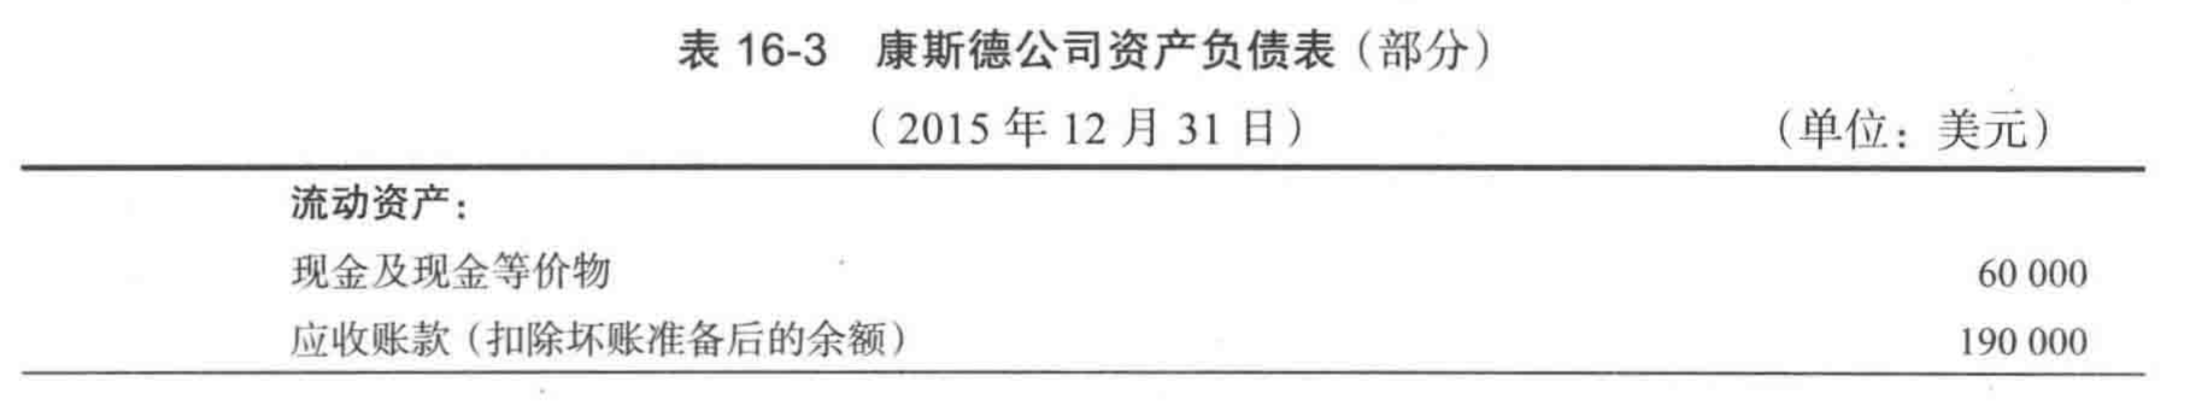 表 16-3 康斯德公司资产负债表（部分）
（2015 年 12 月 31 日） （单位：美元）
流动资产：
现金及现金等价物 60 000
应收账款（扣除坏账准备后的余额） 190 000